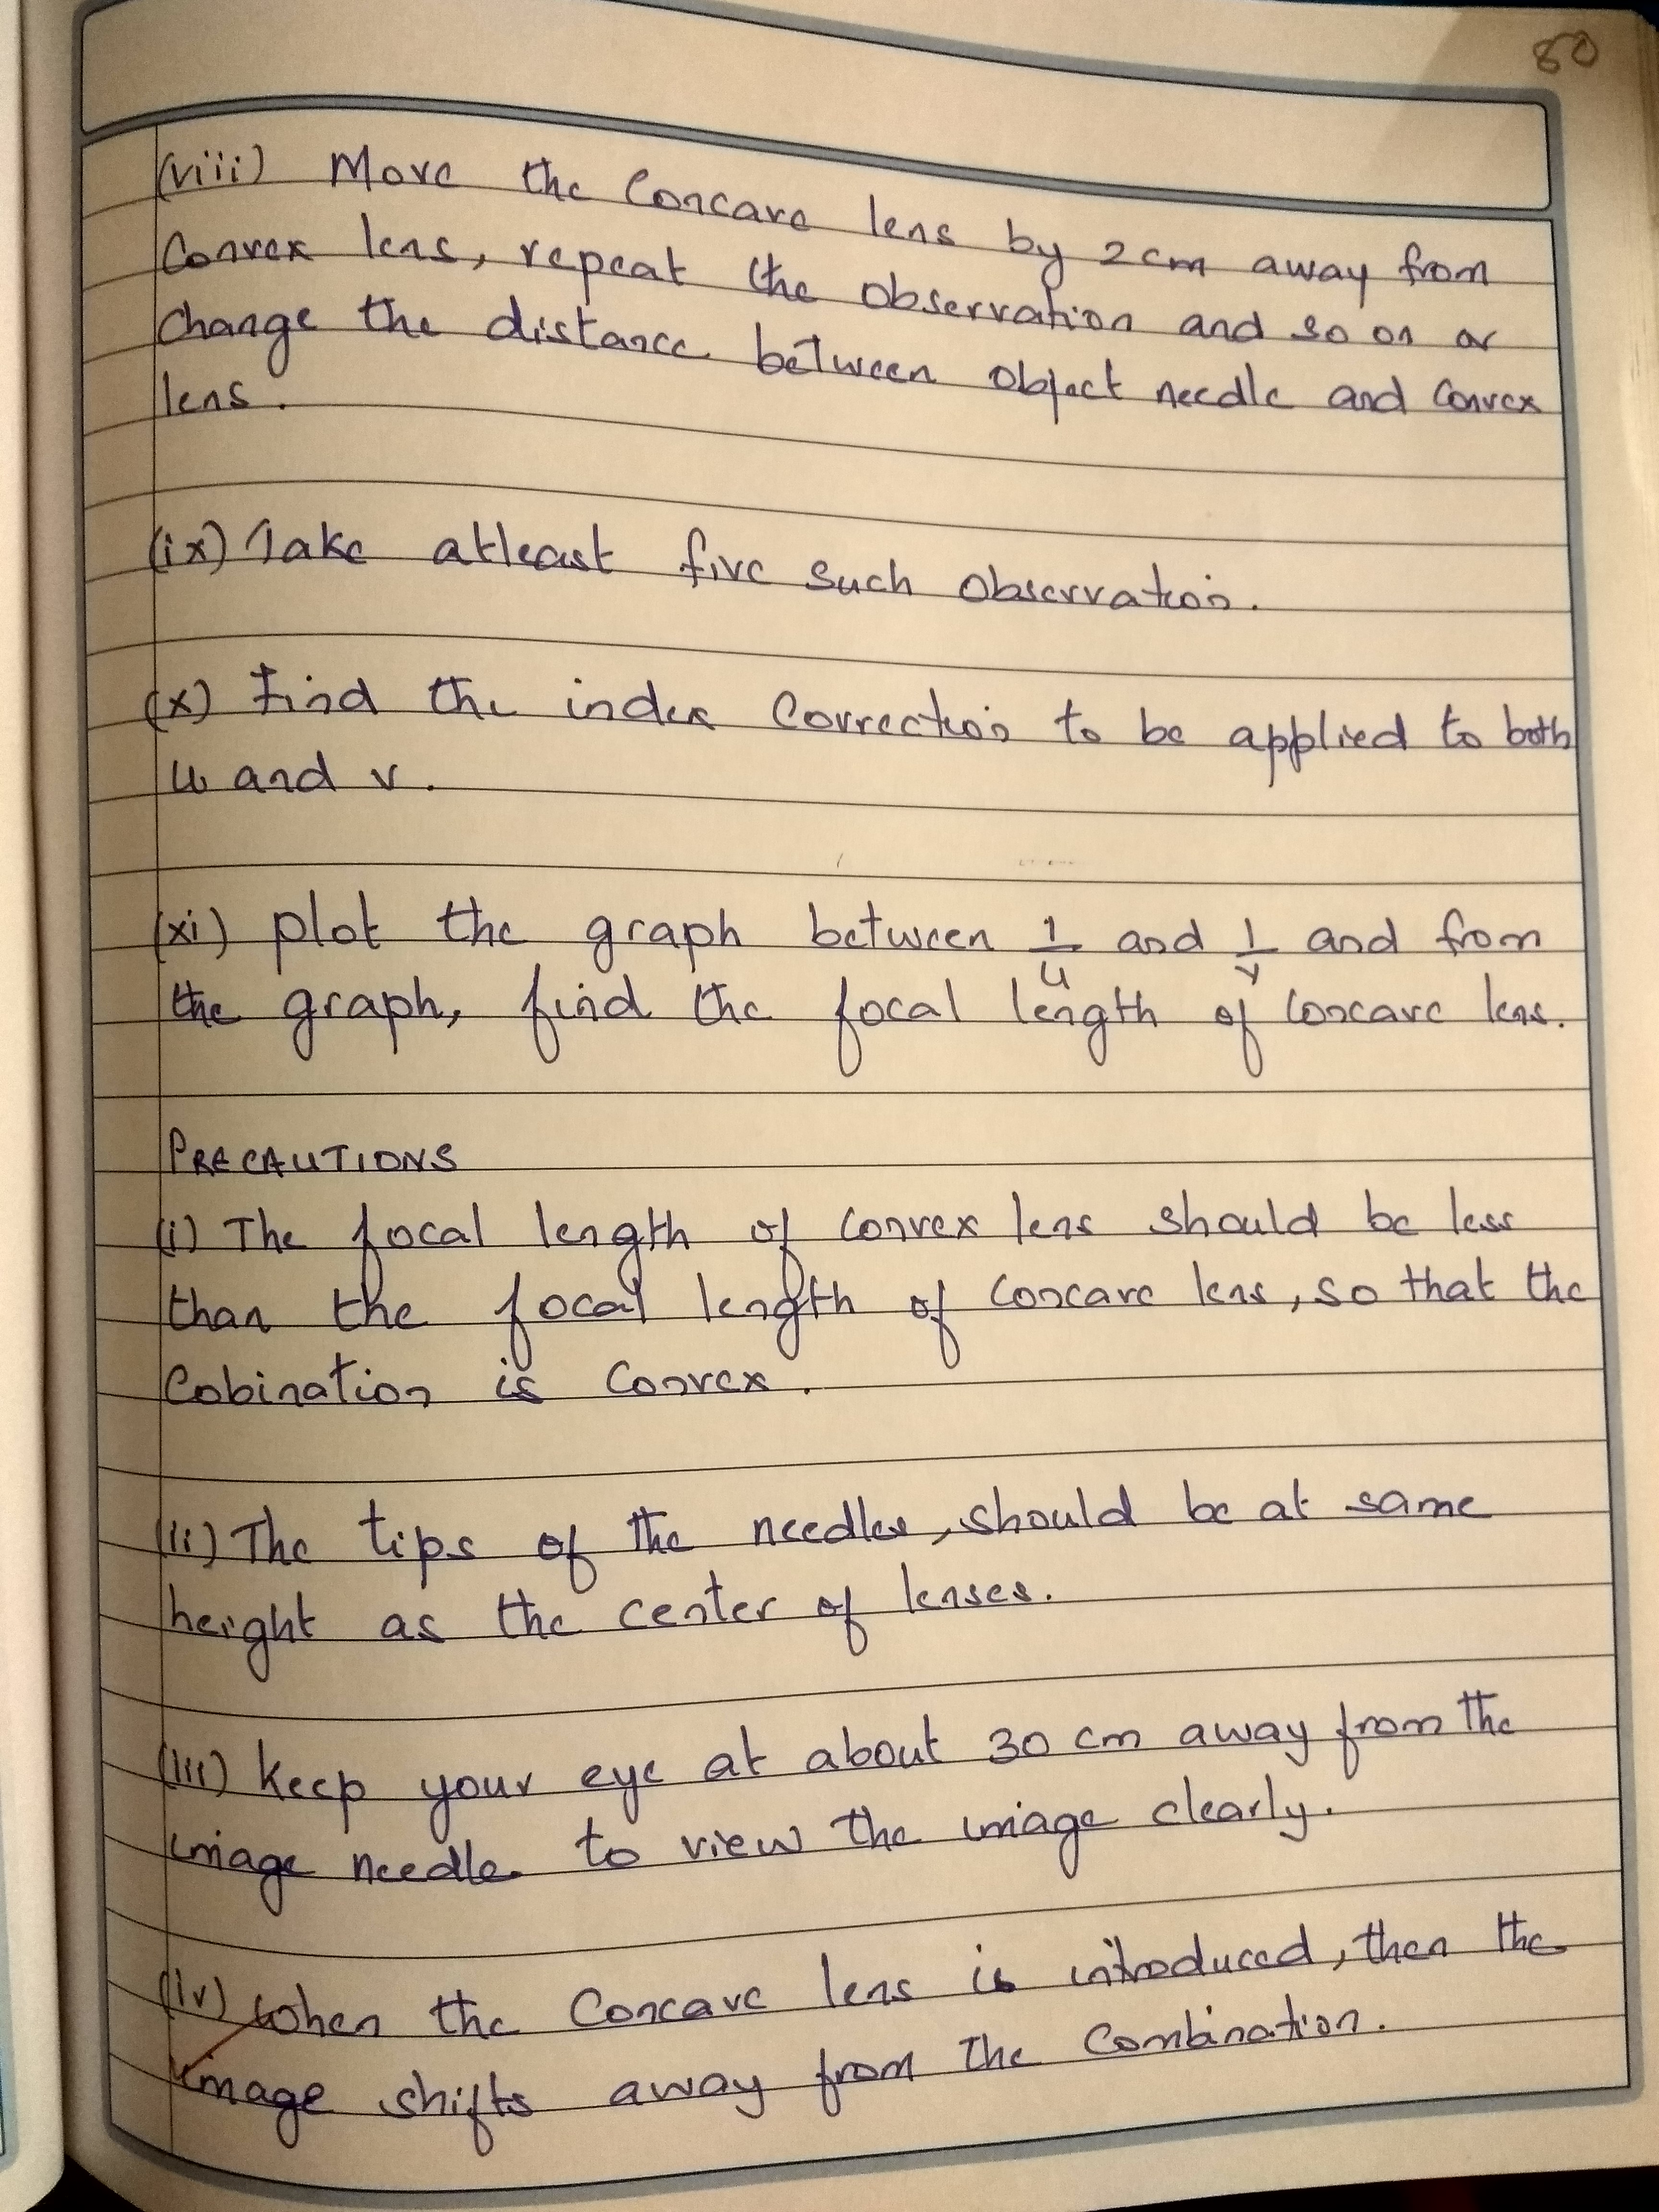 80
(viii) Move the Concave lens by 2cm away from
Convex lens, repeat the observation and so on or
change the distance between object needle and Convex
lens.
(ix) Take atleast five such observation.
(x) Find the index Correction to be applied to both
u and v.
(xi) plot the graph between 1/u and 1/v and from
the graph, find the focal length of Concave lens.
PRECAUTIONS
(i) The focal length of convex lens should be less
than the focal length of concave lens, so that the
Cobination is Convex.
(ii) The tips of the needles, should be at same
height as the center of lenses.
(iii) keep your eye at about 30 cm away from the
image needle to view the image clearly.
(iv) when the Concave lens is introduced, then the
image shifts away from The Combination.